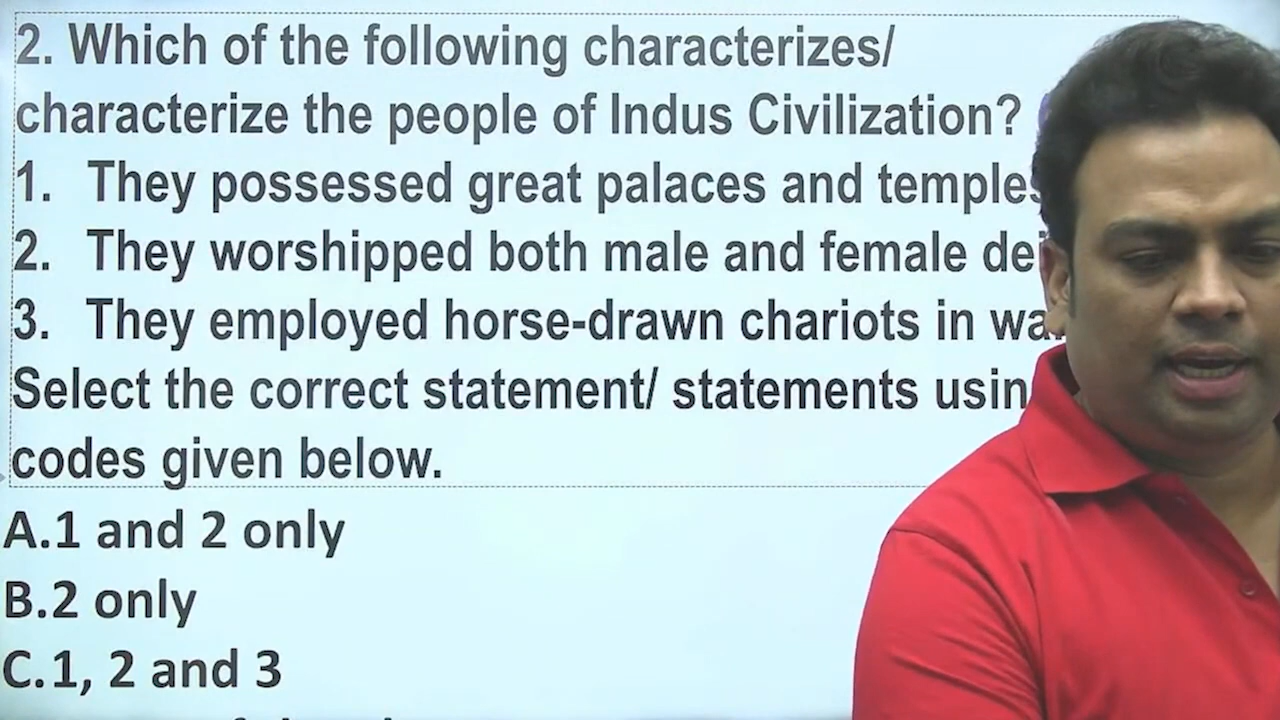 2. Which of the following characterizes/
characterize the people of Indus Civilization?
1. They possessed great palaces and temples
2. They worshipped both male and female
3. They employed horse-drawn chariots in
Select the correct statement/ statements
codes given below.
A.1 and 2 only
B.2 only
C.1, 2 and 3